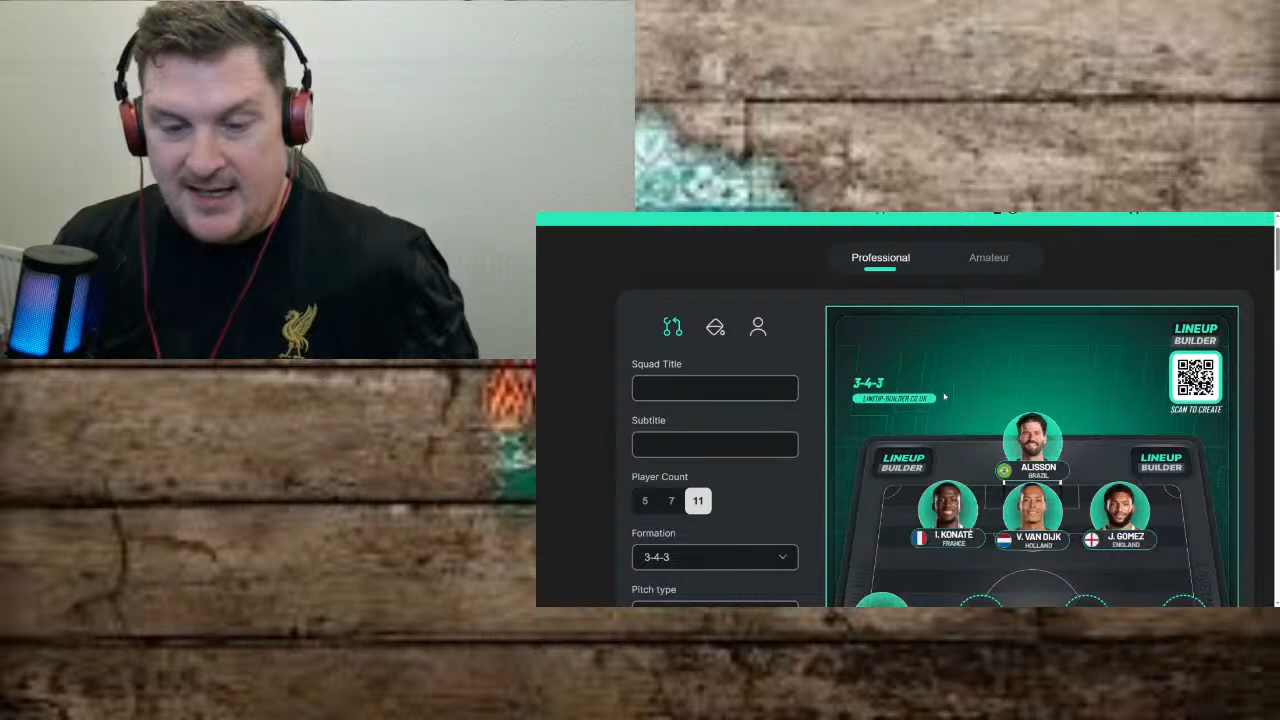 Professional
Amateur
Squad Title
Subtitle
Player Count
5 7 11
Formation
3-4-3
Pitch type
LINEUP
BUILDER
SCAN TO CREATE
3-4-3
LINEUP-BUILDER.CO.UK
LINEUP
BUILDER
LINEUP
BUILDER
ALISSON
BRAZIL
I. KONATÉ
FRANCE
V. VAN DIJK
HOLLAND
J. GOMEZ
ENGLAND